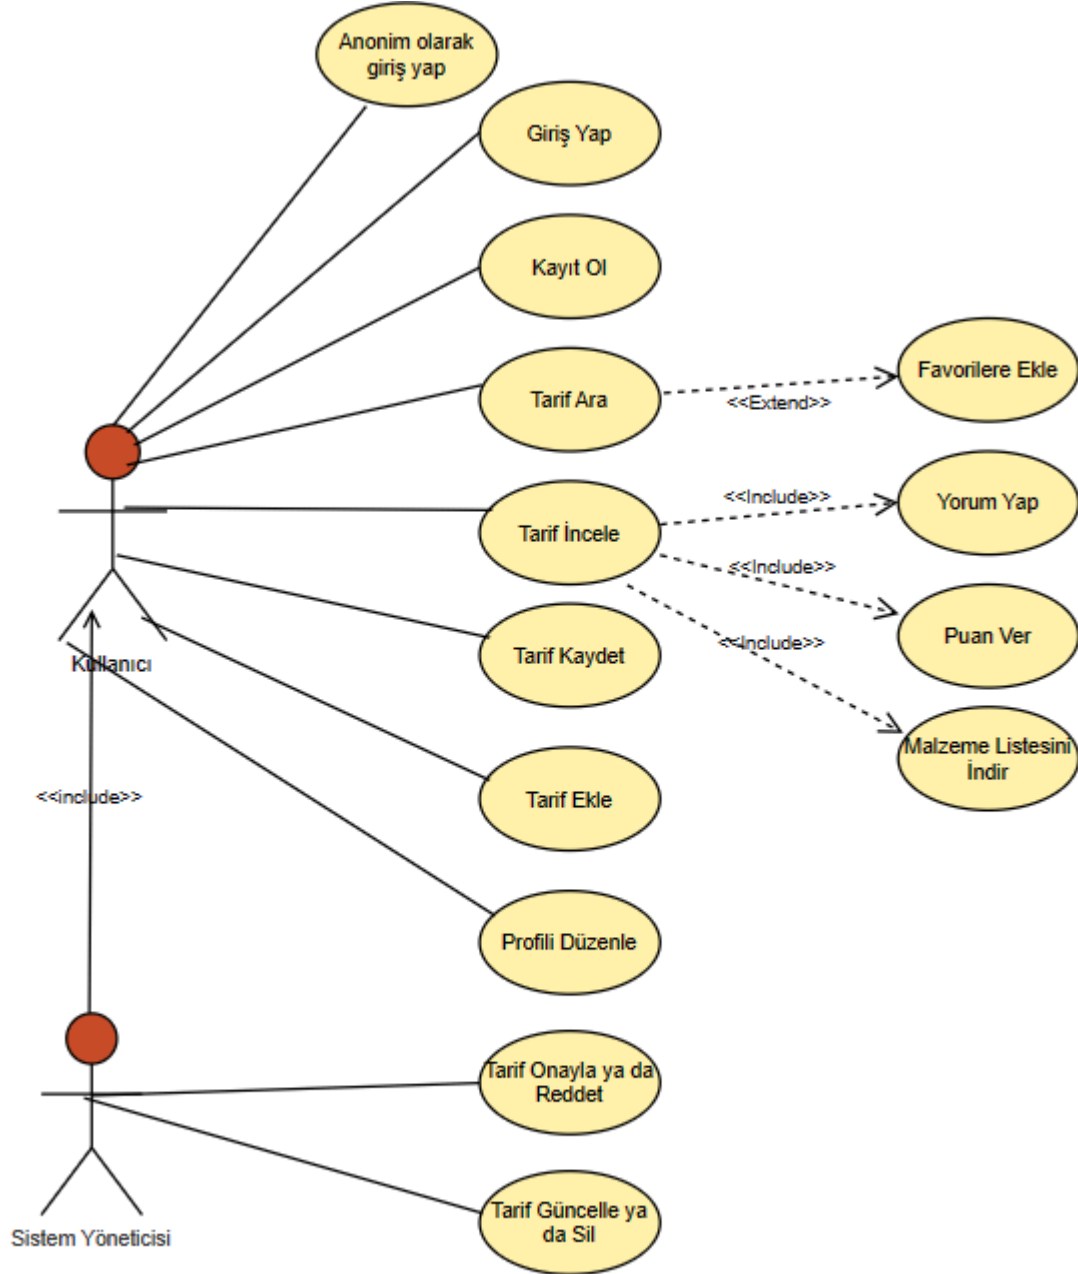 Anonim olarak
giriş yap
Giriş Yap
Kayıt Ol
Tarif Ara
<<Extend>>
Favorilere Ekle
Tarif İncele
<<Include>>
Yorum Yap
<<Include>>
Puan Ver
<<Include>>
Malzeme Listesini
İndir
Kullanıcı
Tarif Kaydet
Tarif Ekle
<<include>>
Profili Düzenle
Tarif Onayla ya da
Reddet
Tarif Güncelle ya
da Sil
Sistem Yöneticisi